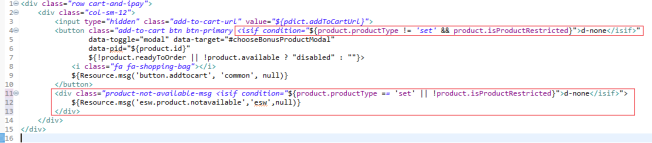 1 <div class="row cart-and-ipay">
2 <div class="col-sm-12">
3 <input type="hidden" class="add-to-cart-url" value="${pdict.addToCartUrl}">
4 <button class="add-to-cart btn btn-primary <isif condition="${product.productType != 'set' && product.isProductRestricted}">d-none</isif>"
5 data-toggle="modal" data-target="#chooseBonusProductModal"
6 data-pid="${product.id}"
7 ${!product.readyToOrder || !product.available ? "disabled" : ""}>
8 <i class="fa fa-shopping-bag"></i>
9 ${Resource.msg('button.addtocart', 'common', null)}
10 </button>
11 <div class="product-not-available-msg <isif condition="${product.productType == 'set' || !product.isProductRestricted}">d-none</isif>">
12 ${Resource.msg('esw.product.notavailable','esw',null)}
13 </div>
14 </div>
15 </div>
16